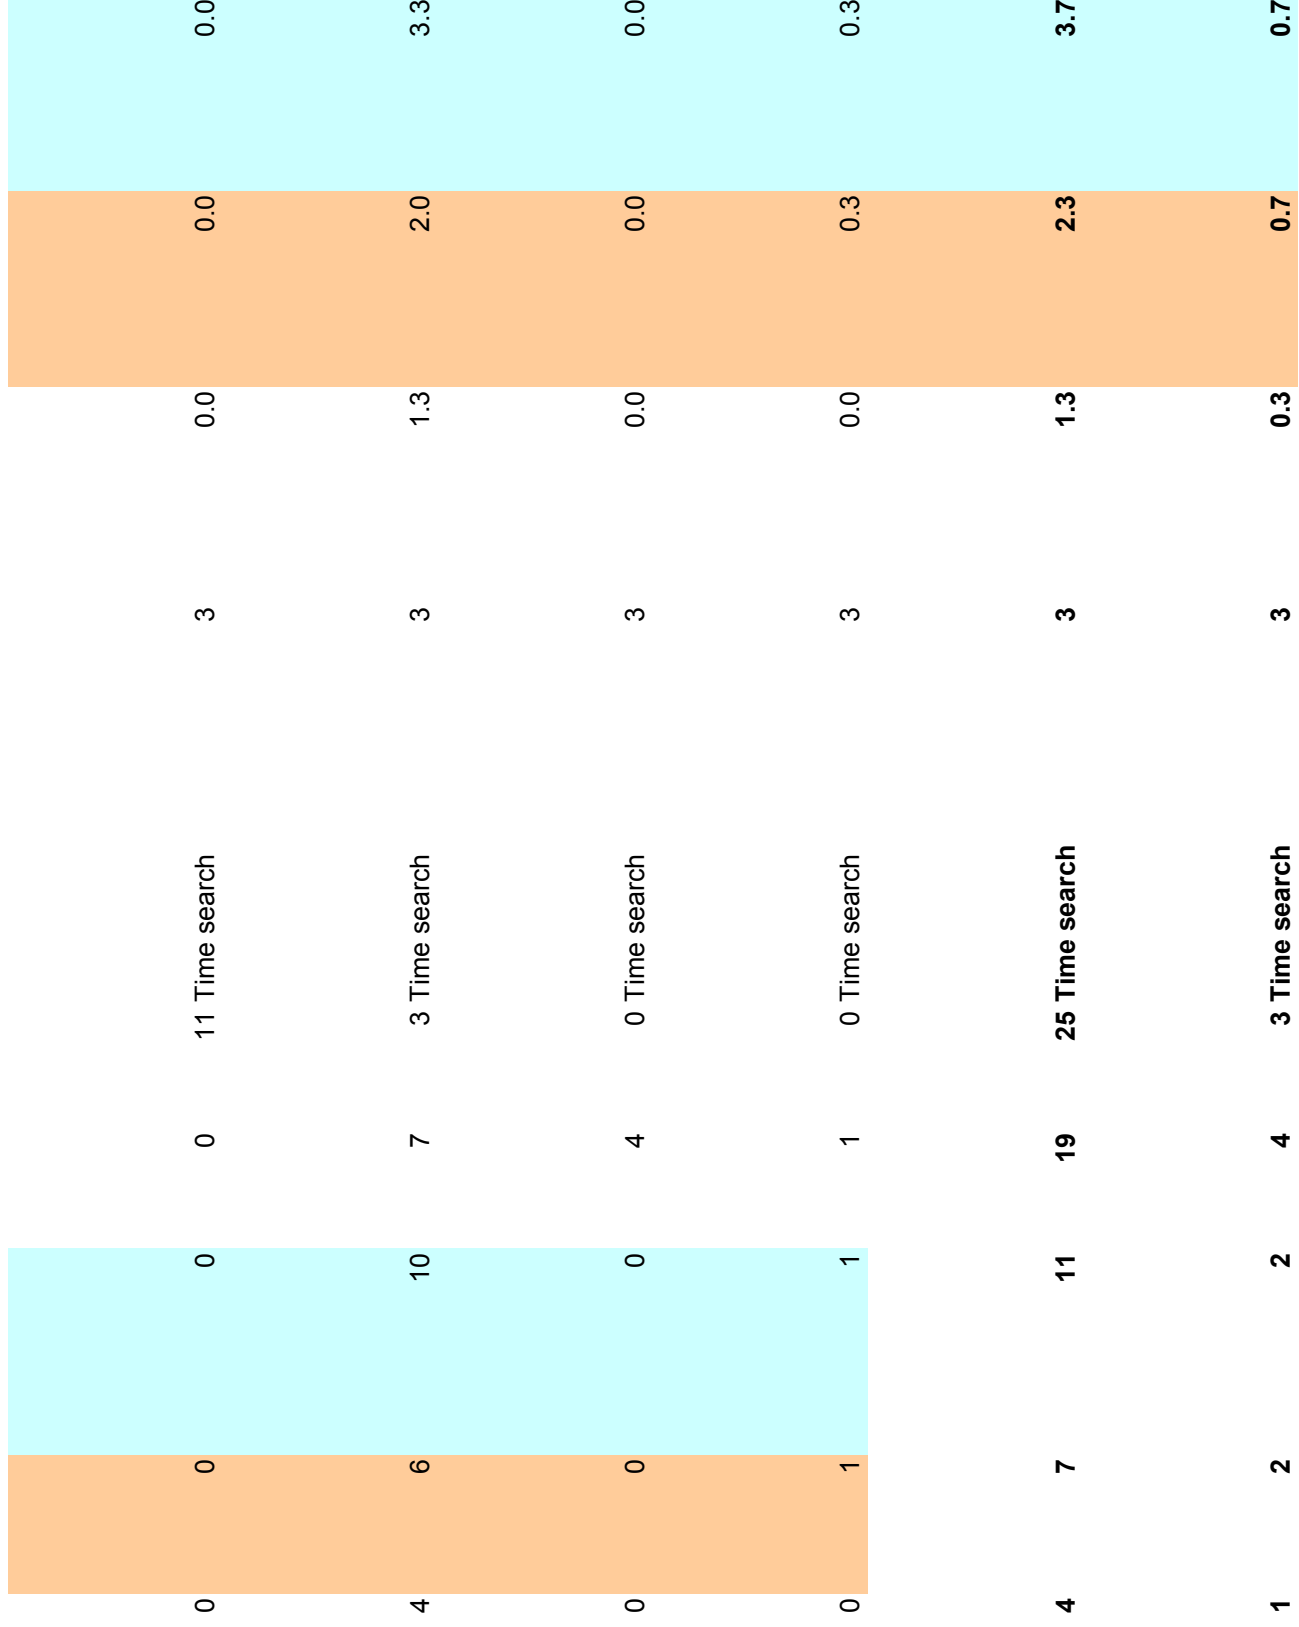 0 0 0 0 11 Time search 3 0.0 0.0 0.0
4 6 10 7 3 Time search 3 1.3 2.0 3.3
0 0 0 4 0 Time search 3 0.0 0.0 0.0
0 1 1 1 0 Time search 3 0.0 0.3 0.3
4 7 11 19 25 Time search 3 1.3 2.3 3.7
1 2 2 4 3 Time search 3 0.3 0.7 0.7